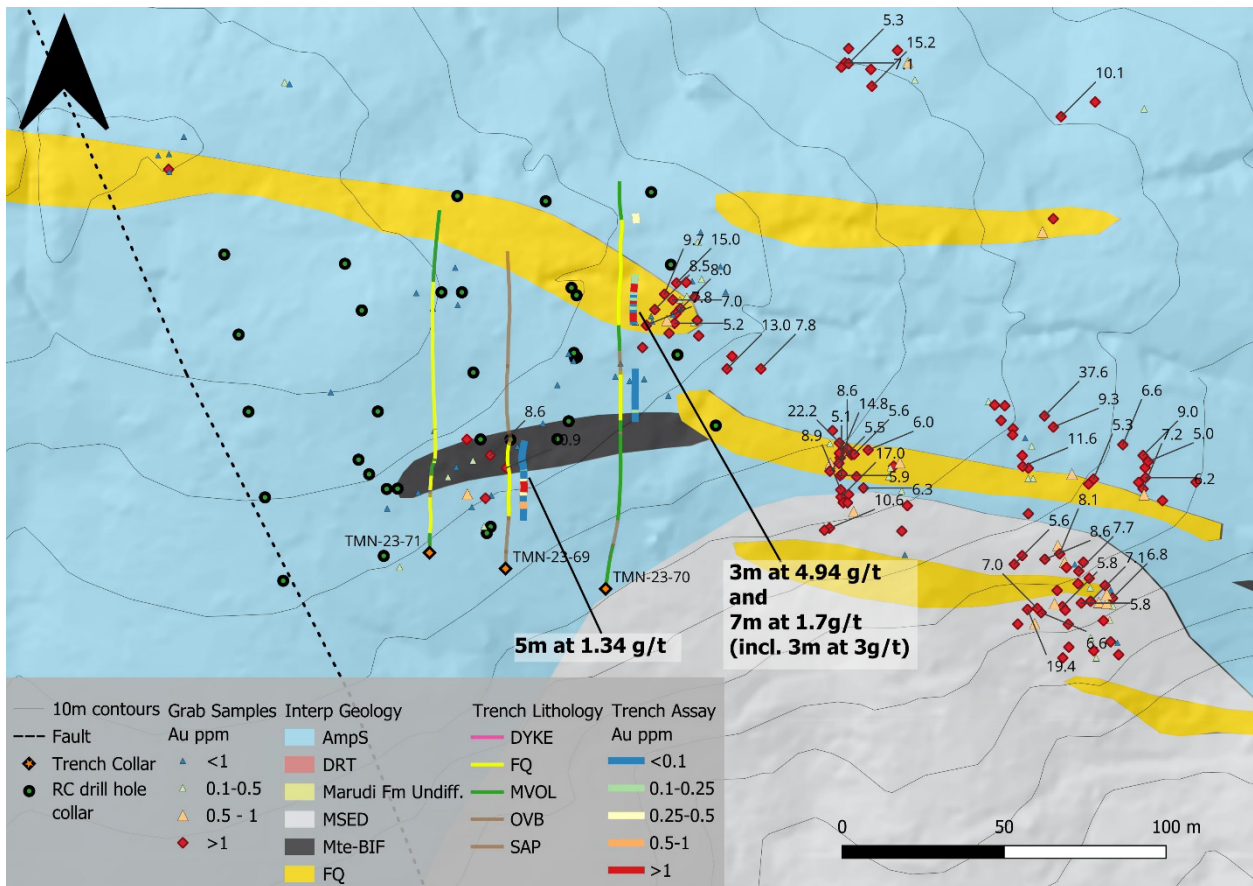 5.3
15.2
7.1
10.1
9.7
15.0
8.5
8.0
7.0
5.2
13.0
7.8
37.6
9.3
6.6
5.3
9.0
7.2
5.0
11.6
8.6
14.8
5.1
5.6
22.2
5.5
6.0
8.9
17.0
5.9
6.3
10.6
8.1
8.6
5.6
8.6
7.7
7.0
5.8
7.1
6.8
5.8
6.6
19.4
TMN-23-71
TMN-23-69
TMN-23-70
5m at 1.34 g/t
3m at 4.94 g/t
and
7m at 1.7g/t
(incl. 3m at 3g/t)
10m contours
Fault
Trench Collar
RC drill hole
collar
Grab Samples
Au ppm
<1
0.1-0.5
0.5 - 1
>1
Interp Geology
AmpS
DRT
Marudi Fm Undiff.
MSED
Mte-BIF
FQ
Trench Lithology
DYKE
FQ
MVOL
OVB
SAP
Trench Assay
Au ppm
<0.1
0.1-0.25
0.25-0.5
0.5-1
>1
0
50
100 m